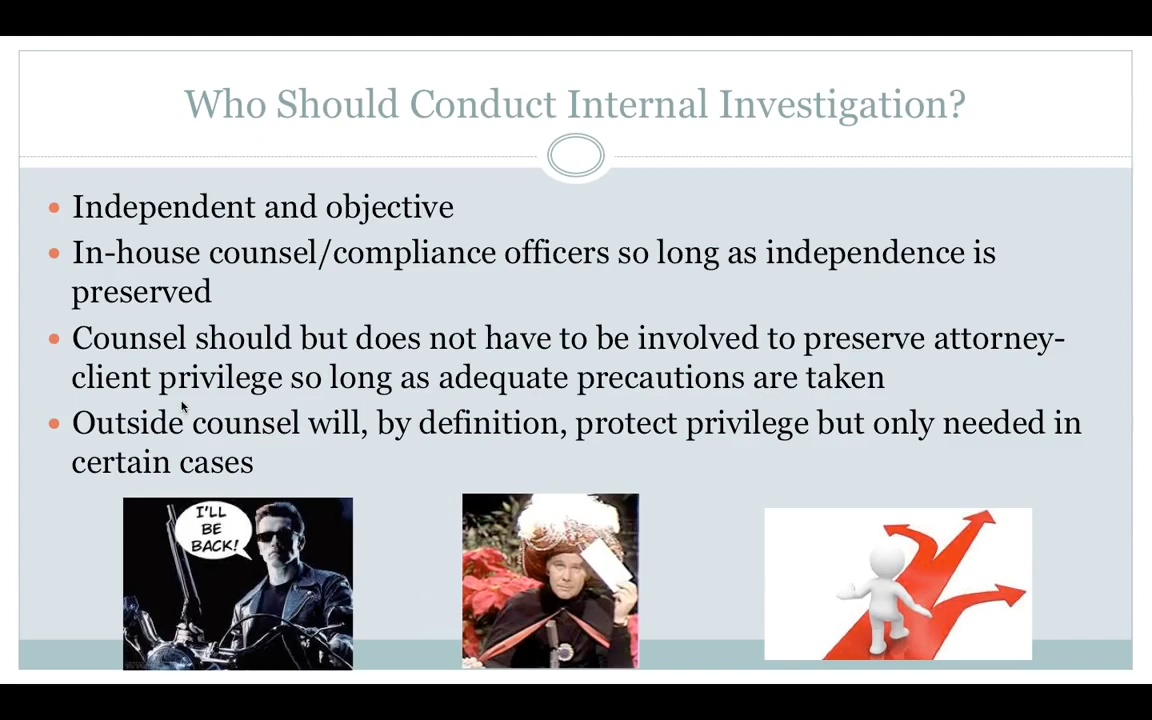 Who Should Conduct Internal Investigation?
Independent and objective
In-house counsel/compliance officers so long as independence is
preserved
Counsel should but does not have to be involved to preserve attorney-
client privilege so long as adequate precautions are taken
Outside counsel will, by definition, protect privilege but only needed in
certain cases
I'LL
BE
BACK!